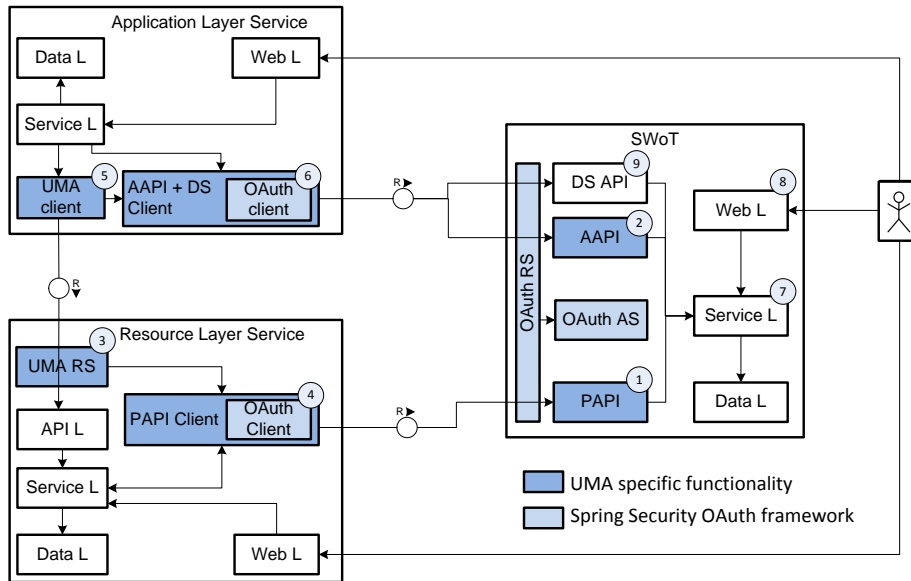 Application Layer Service
Data L
Web L
Service L
5
UMA
client
AAPI + DS
Client
6
OAuth
client
R
R
Resource Layer Service
3
UMA RS
PAPI Client
4
OAuth
Client
API L
Service L
Data L
Web L
R
SWoT
OAuth RS
9
DS API
2
AAPI
OAuth AS
1
PAPI
8
Web L
7
Service L
Data L
UMA specific functionality
Spring Security OAuth framework